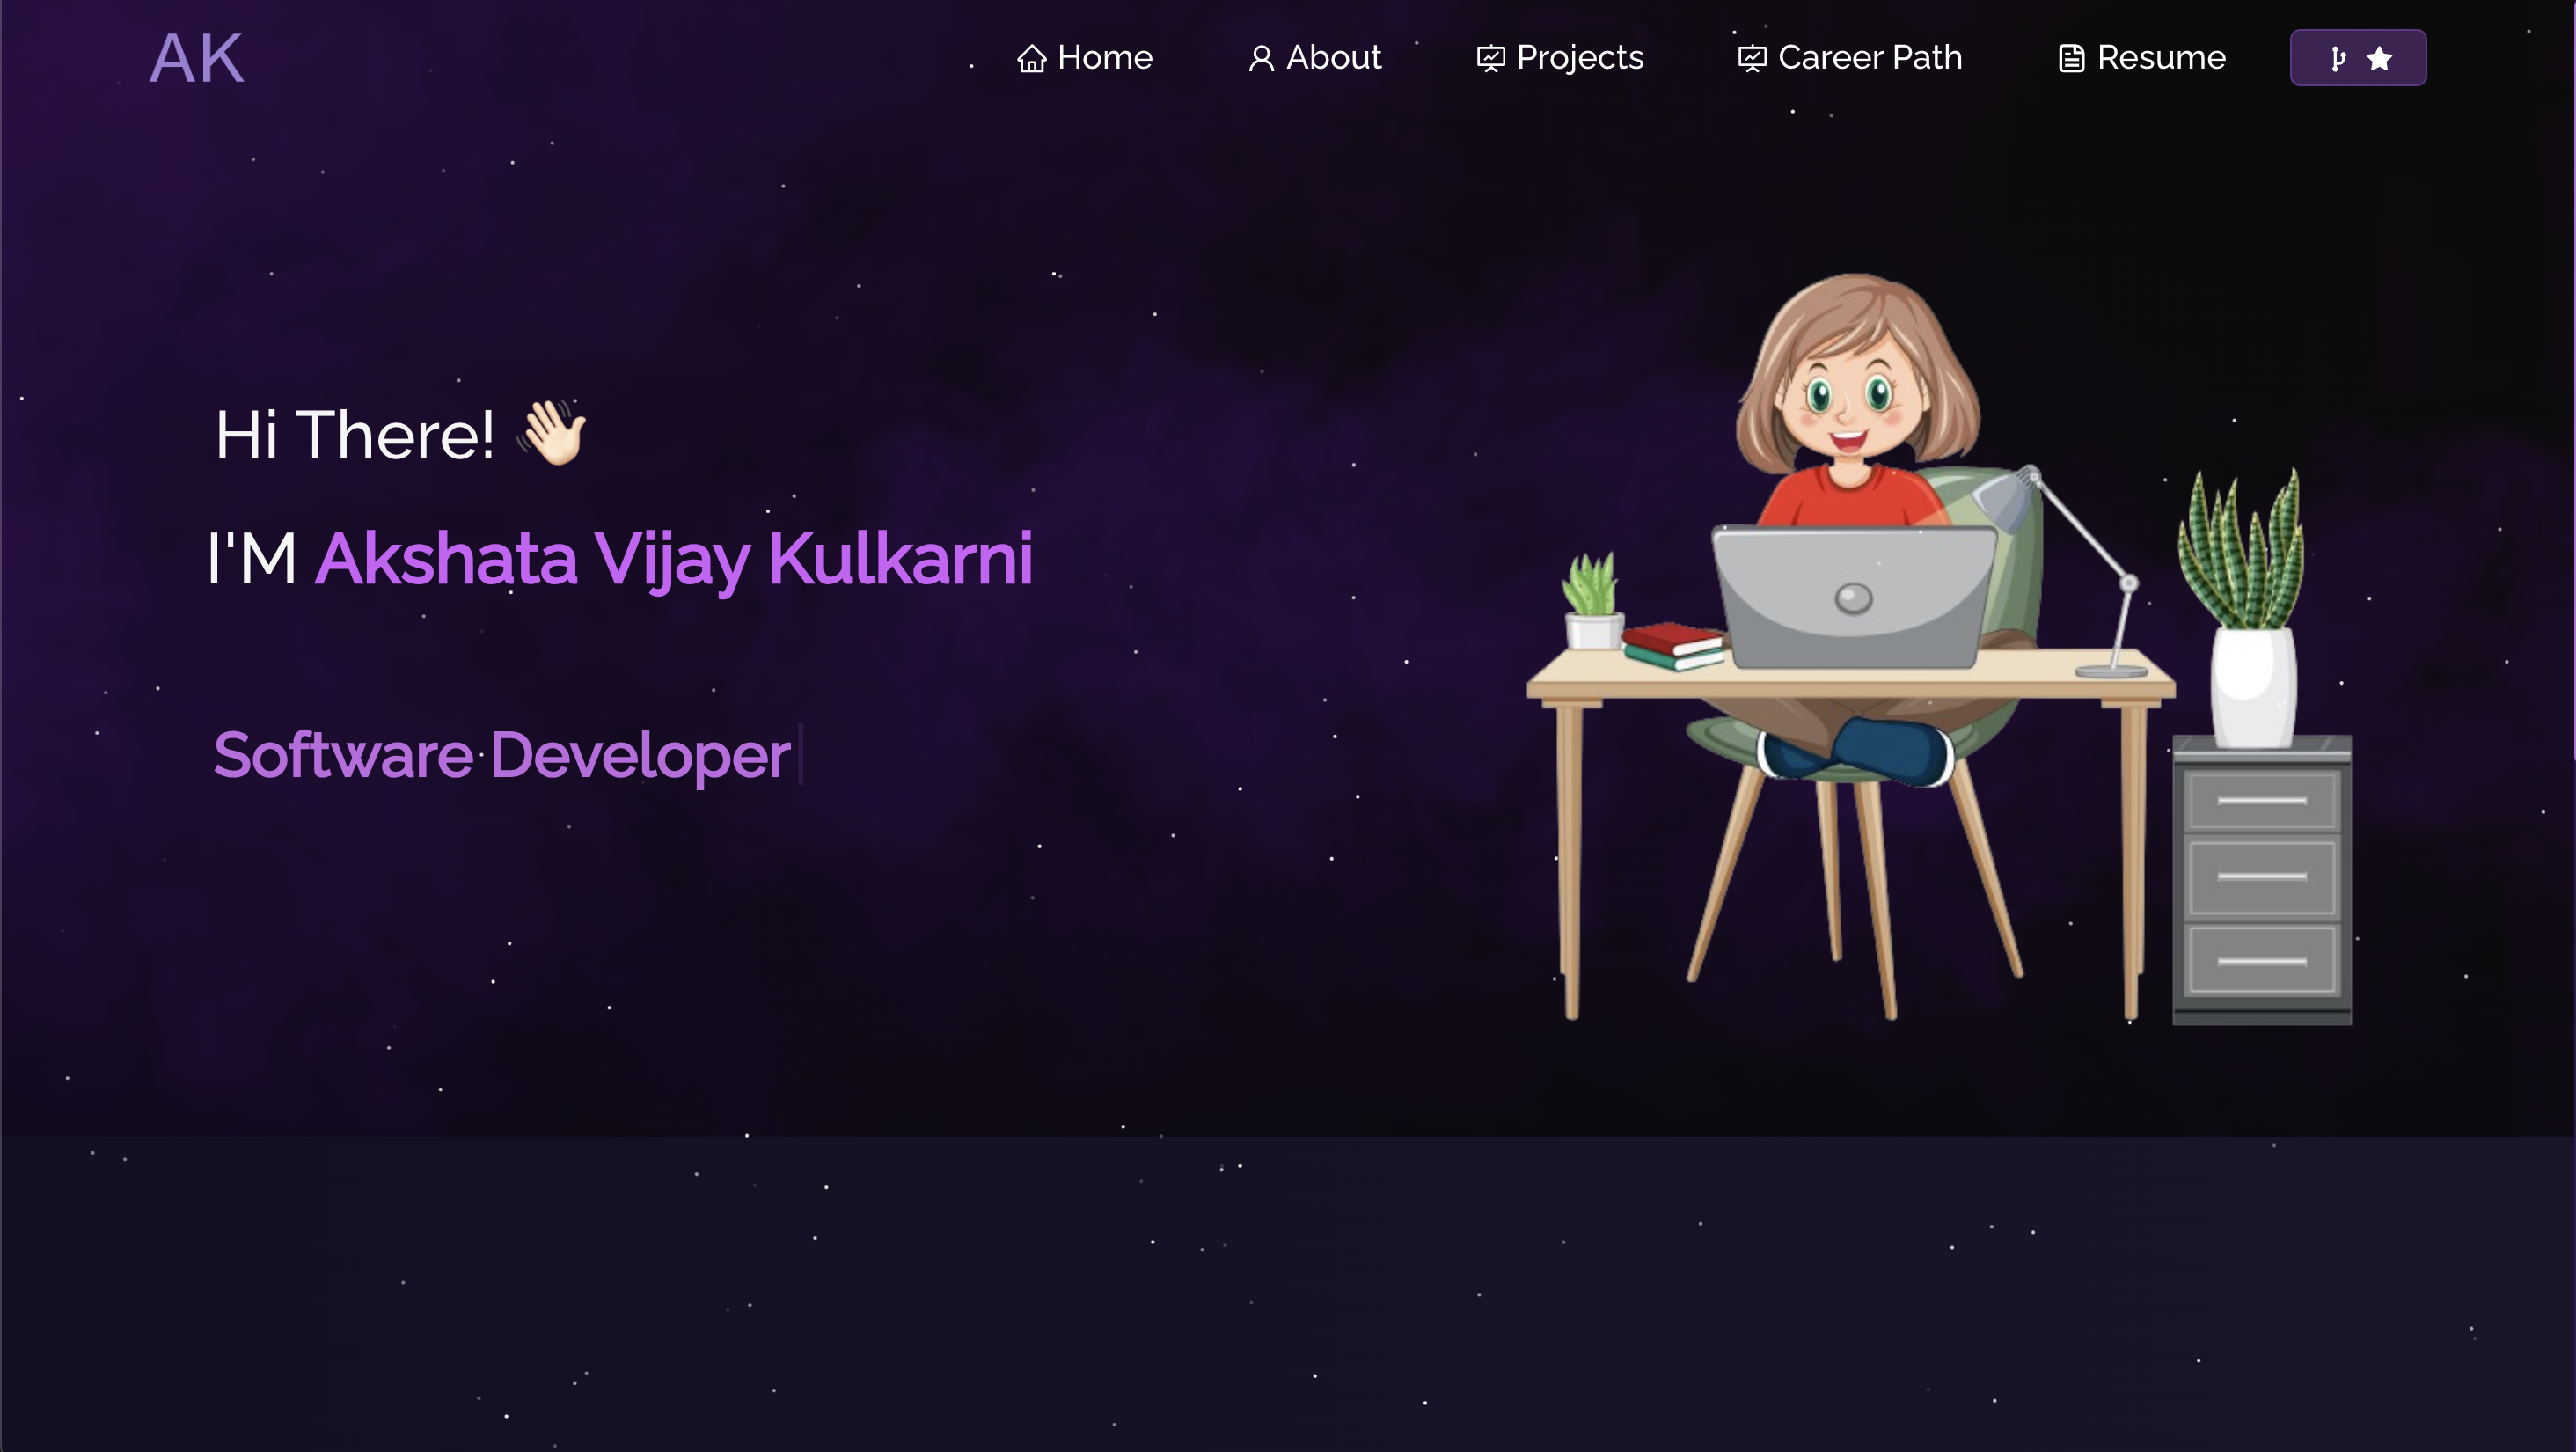 AK
Home About Projects Career Path Resume
Hi There! 👋🏻
I'M Akshata Vijay Kulkarni
Software Developer